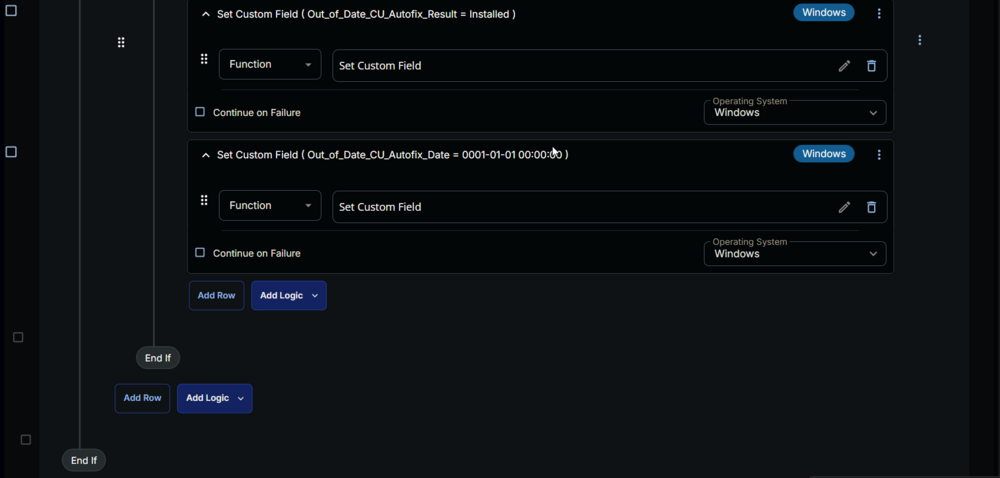 Set Custom Field ( Out_of_Date_CU_Autofix_Result = Installed )
Windows
Function
Set Custom Field
Continue on Failure
Operating System
Windows
Set Custom Field ( Out_of_Date_CU_Autofix_Date = 0001-01-01 00:00:00 )
Windows
Function
Set Custom Field
Continue on Failure
Operating System
Windows
Add Row
Add Logic
End If
Add Row
Add Logic
End If